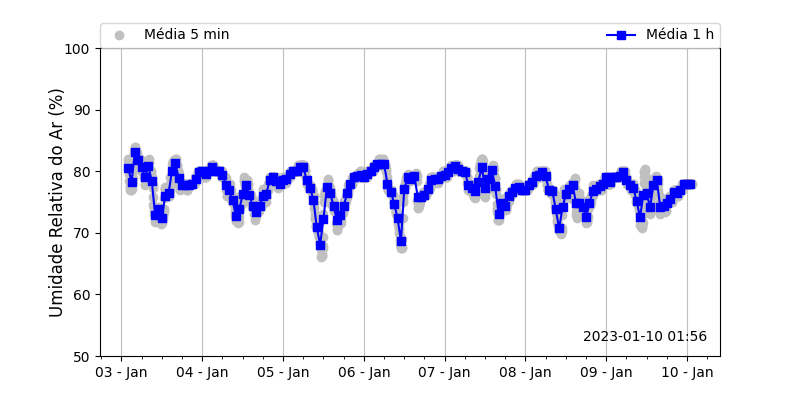 Média 5 min
Média 1 h
Umidade Relativa do Ar (%)
100
90
80
70
60
50
2023-01-10 01:56
03 - Jan
04 - Jan
05 - Jan
06 - Jan
07 - Jan
08 - Jan
09 - Jan
10 - Jan